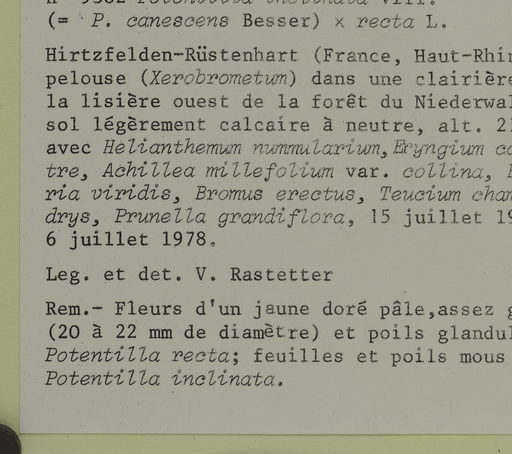 (= P. canescens Besser) x recta L.
Hirtzfelden-Rüstenhart (France, Haut-Rhin
pelouse (Xerobrometum) dans une clairière
la lisière ouest de la forêt du Niederwal
sol légèrement calcaire à neutre, alt. 2
avec Helianthemum nummularium, Eryngium c
tre, Achillea millefolium var. collina,
ria viridis, Bromus erectus, Teucium cham
drys, Prunella grandiflora, 15 juillet 19
6 juillet 1978.
Leg. et det. V. Rastetter
Rem.- Fleurs d'un jaune doré pâle,assez g
(20 à 22 mm de diamètre) et poils glandul
Potentilla recta; feuilles et poils mous
Potentilla inclinata.